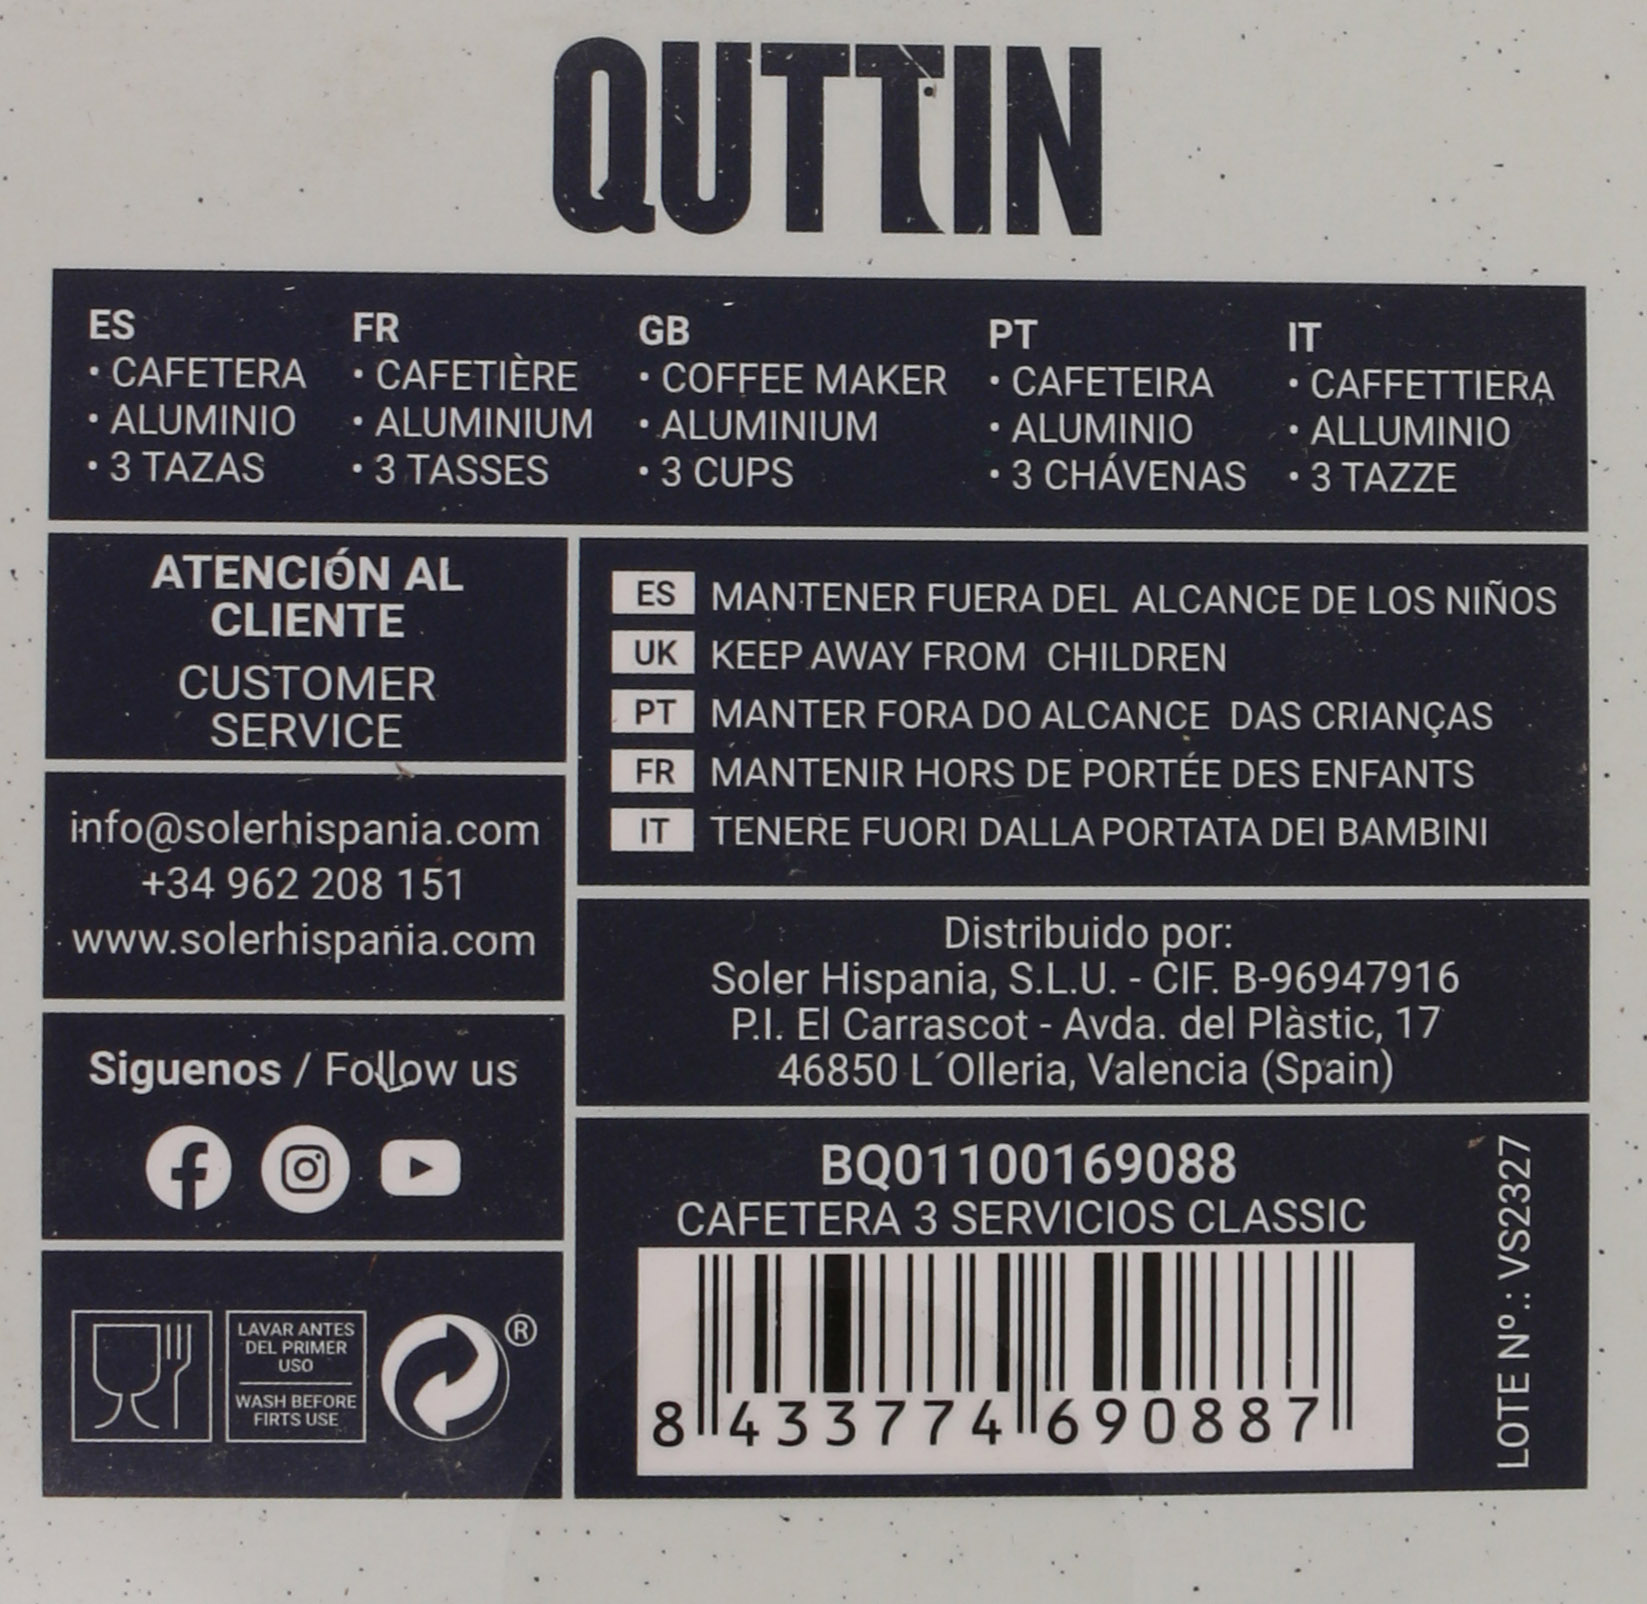 QUTTIN
ES
• CAFETERA
• ALUMINIO
• 3 TAZAS
FR
• CAFETIÈRE
• ALUMINIUM
• 3 TASSES
GB
• COFFEE MAKER
• ALUMINIUM
• 3 CUPS
PT
• CAFETEIRA
• ALUMINIO
• 3 CHÁVENAS
IT
• CAFFETTIERA
• ALLUMINIO
• 3 TAZZE
ATENCIÓN AL
CLIENTE
CUSTOMER
SERVICE
info@solerhispania.com
+34 962 208 151
www.solerhispania.com
Siguenos / Follow us
LAVAR ANTES
DEL PRIMER
USO
WASH BEFORE
FIRTS USE
®
ES MANTENER FUERA DEL ALCANCE DE LOS NIÑOS
UK KEEP AWAY FROM CHILDREN
PT MANTER FORA DO ALCANCE DAS CRIANÇAS
FR MANTENIR HORS DE PORTÉE DES ENFANTS
IT TENERE FUORI DALLA PORTATA DEI BAMBINI
Distribuido por:
Soler Hispania, S.L.U. - CIF. B-96947916
P.I. El Carrascot - Avda. del Plàstic, 17
46850 L´Olleria, Valencia (Spain)
BQ01100169088
CAFETERA 3 SERVICIOS CLASSIC
8 433774 690887
LOTE Nº.: VS2327